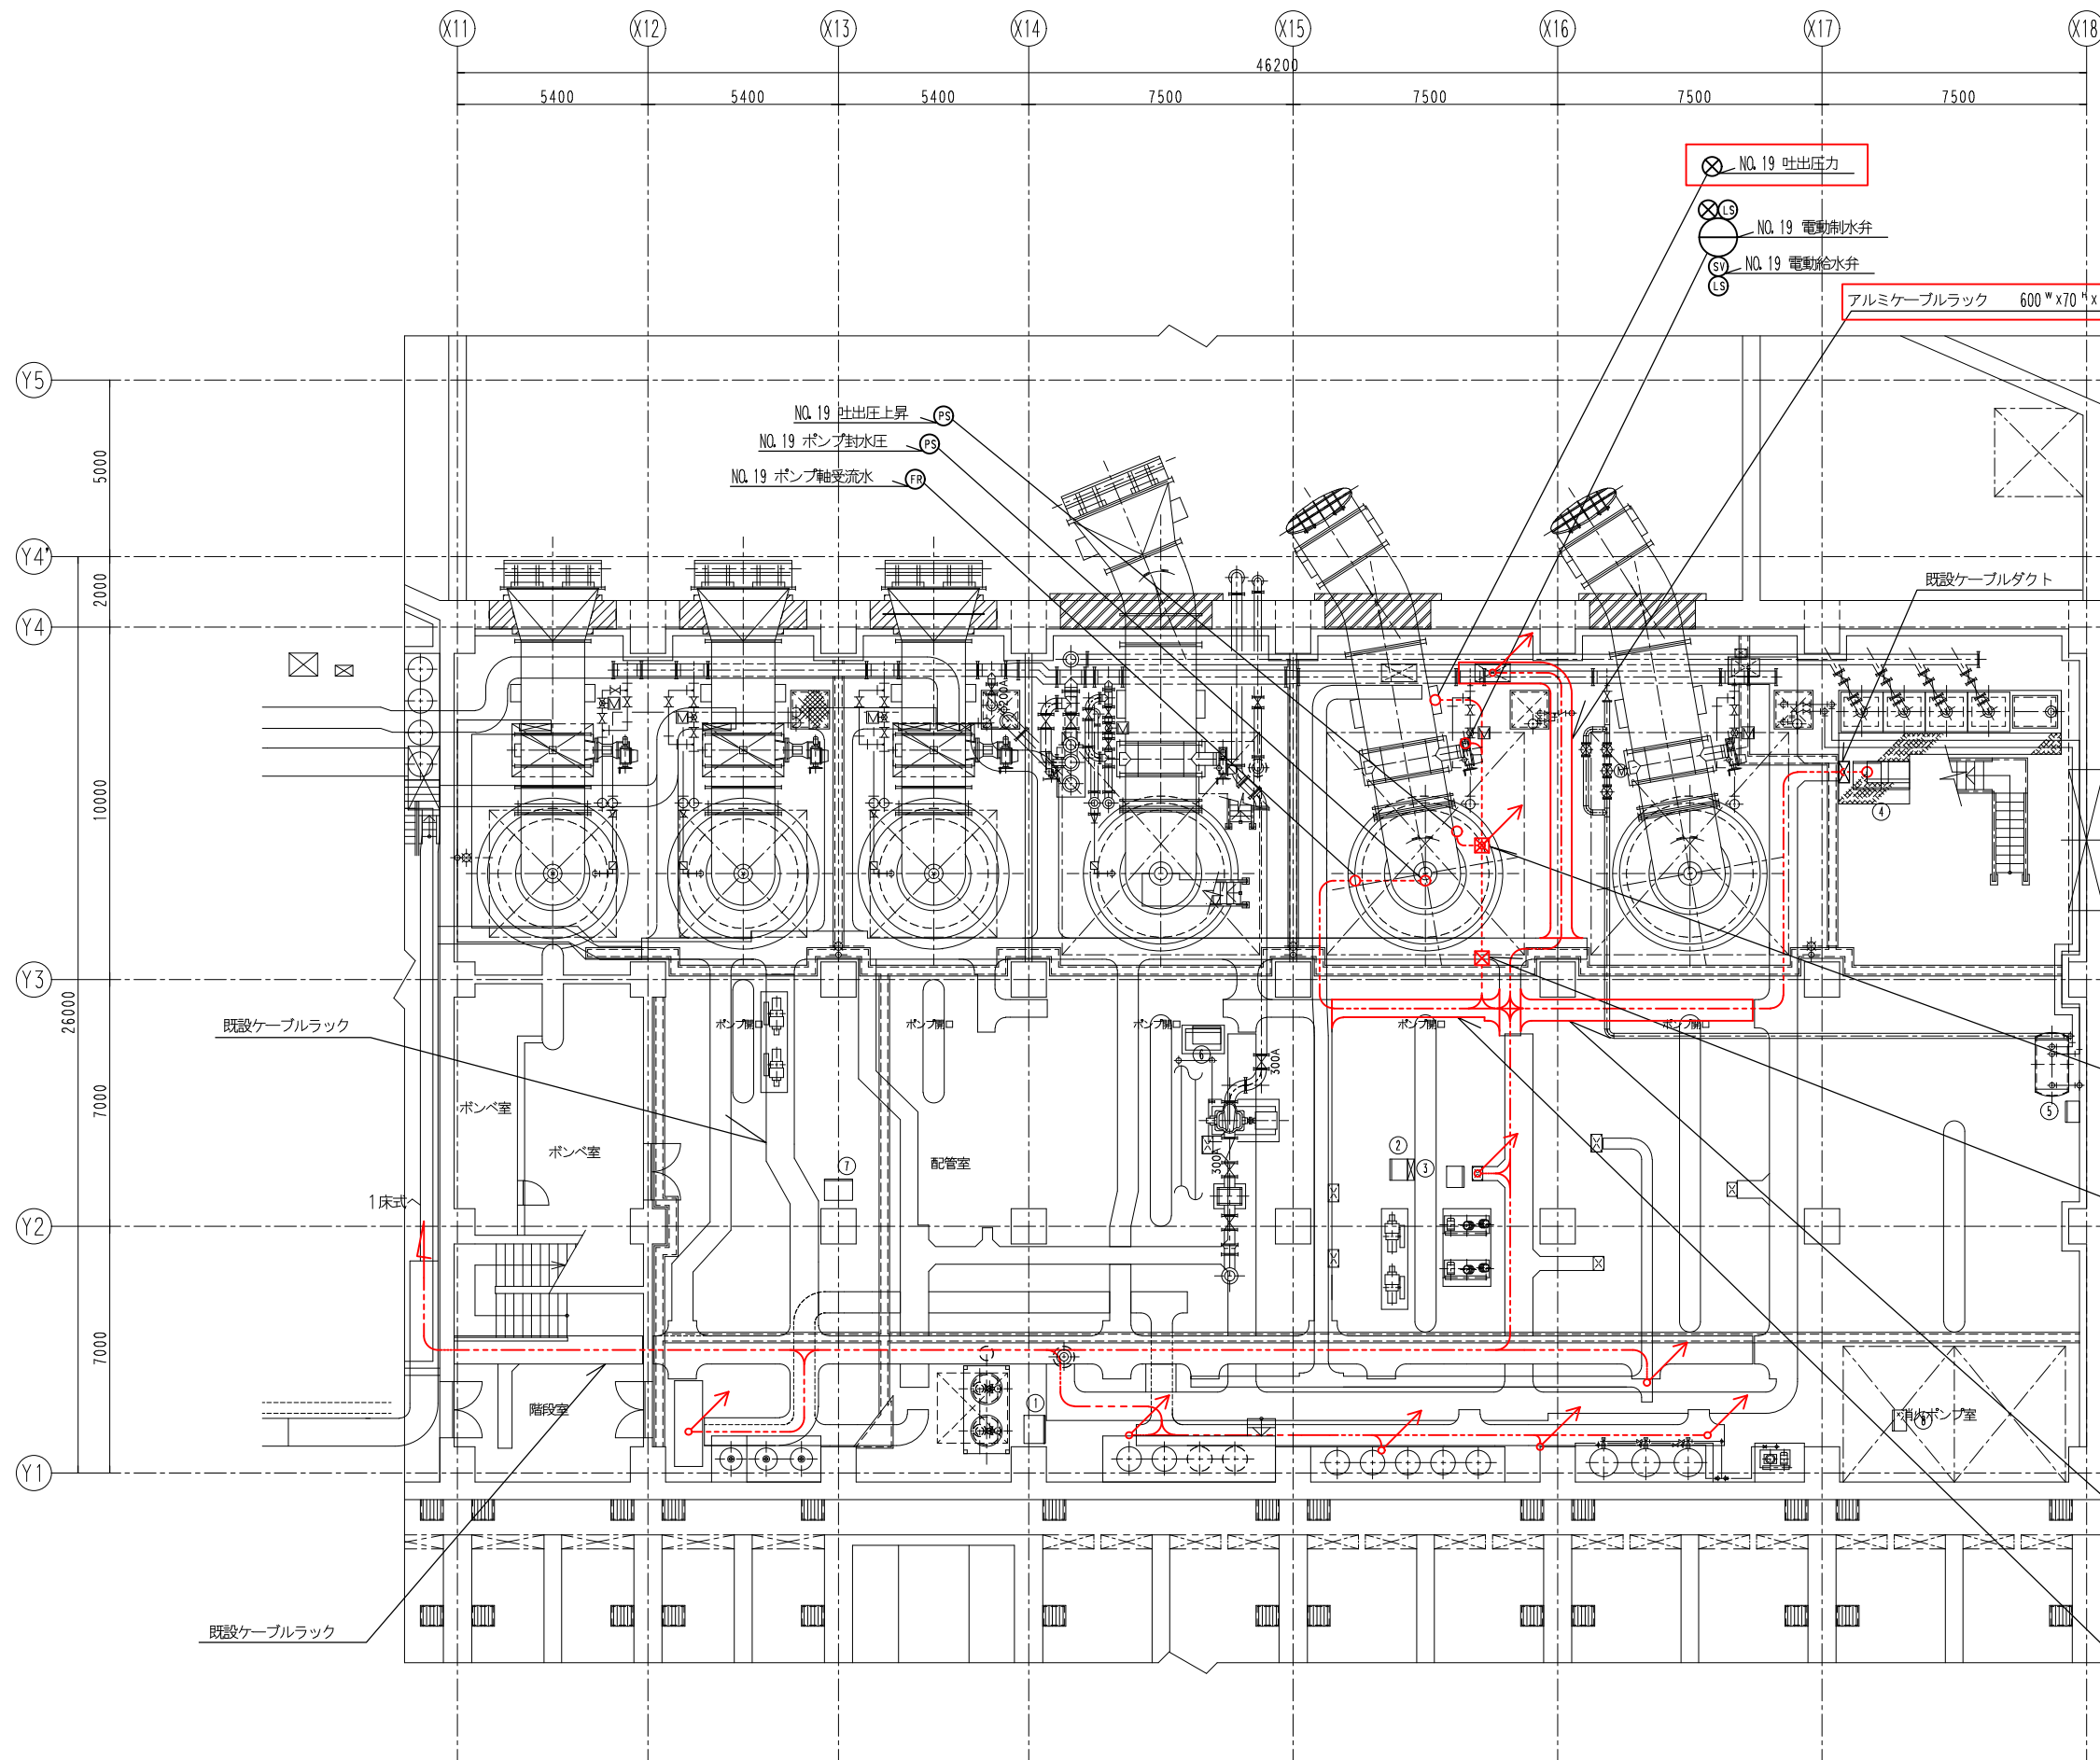 X11 X12 X13 X14 X15 X16 X17 X18
46200
5400 5400 5400 7500 7500 7500 7500
NO.19 吐出圧力
LS
NO.19 電動制水弁
SV
NO.19 電動給水弁
LS
アルミケーブルラック 600W×70H×
Y5
NO.19 吐出圧上昇 PS
NO.19 ポンプ封水圧 PS
NO.19 ポンプ軸受流水 FR
5000
Y4'
既設ケーブルダクト
2000
Y4
200A
M
10000
4
Y3
26000
既設ケーブルラック
ポンプ開口 ポンプ開口 ポンプ開口 ポンプ開口 ポンプ開口
6
300A
7000
ボンベ室
5
ボンベ室
配管室
7
300A
2
3
1床式
Y2
7000
階段室
1
消火ポンプ室
8
Y1
既設ケーブルラック